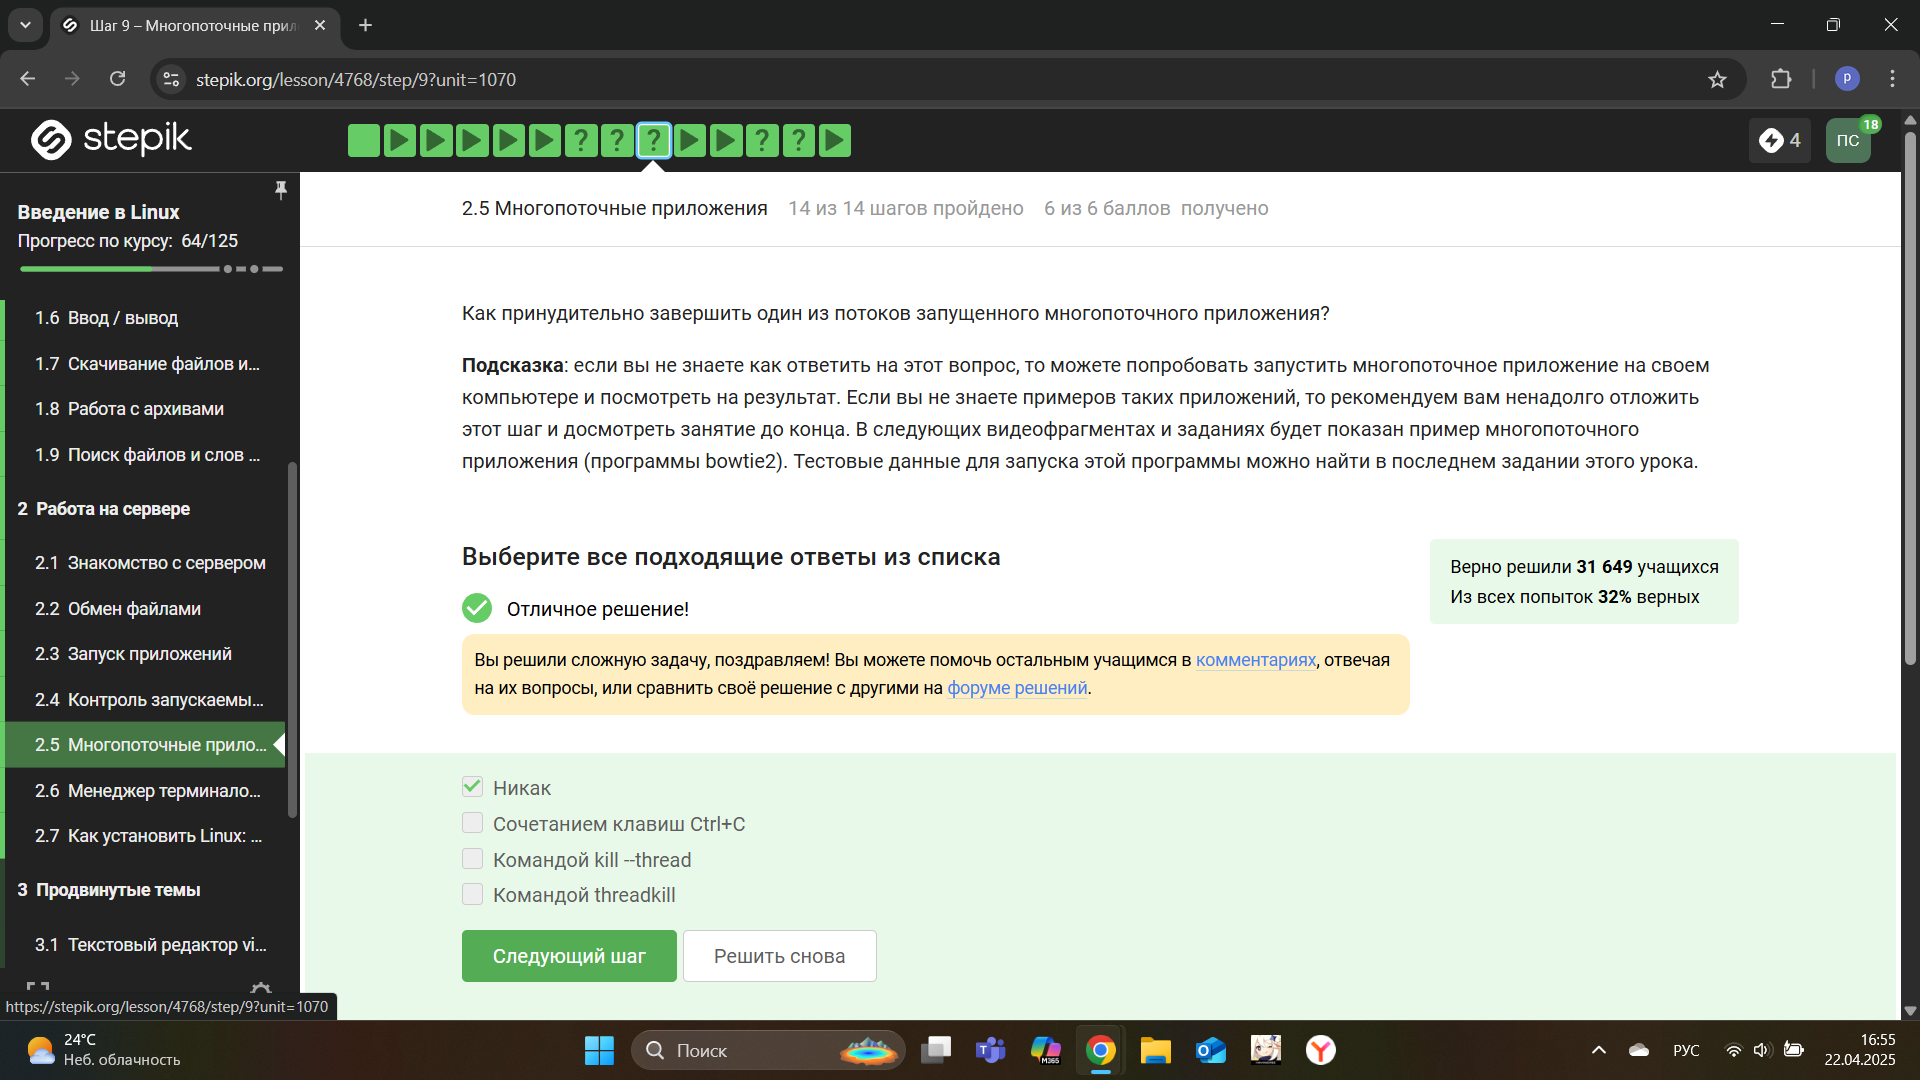 Шаг 9 – Многопоточные прил
stepik.org/lesson/4768/step/9?unit=1070
p
stepik
? ? ? ? ?
4
ПС
18
Введение в Linux
Прогресс по курсу: 64/125
1.6 Ввод / вывод
1.7 Скачивание файлов и...
1.8 Работа с архивами
1.9 Поиск файлов и слов ...
2 Работа на сервере
2.1 Знакомство с сервером
2.2 Обмен файлами
2.3 Запуск приложений
2.4 Контроль запускаемы...
2.5 Многопоточные прило...
2.6 Менеджер терминало...
2.7 Как установить Linux: ...
3 Продвинутые темы
3.1 Текстовый редактор vi...
https://stepik.org/lesson/4768/step/9?unit=1070
2.5 Многопоточные приложения 14 из 14 шагов пройдено 6 из 6 баллов получено
Как принудительно завершить один из потоков запущенного многопоточного приложения?
Подсказка: если вы не знаете как ответить на этот вопрос, то можете попробовать запустить многопоточное приложение на своем
компьютере и посмотреть на результат. Если вы не знаете примеров таких приложений, то рекомендуем вам ненадолго отложить
этот шаг и досмотреть занятие до конца. В следующих видеофрагментах и заданиях будет показан пример многопоточного
приложения (программы bowtie2). Тестовые данные для запуска этой программы можно найти в последнем задании этого урока.
Выберите все подходящие ответы из списка
Отличное решение!
Верно решили 31 649 учащихся
Из всех попыток 32% верных
Вы решили сложную задачу, поздравляем! Вы можете помочь остальным учащимся в комментариях, отвечая
на их вопросы, или сравнить своё решение с другими на форуме решений.
Никак
Сочетанием клавиш Ctrl+C
Командой kill --thread
Командой threadkill
Следующий шаг
Решить снова
24°C
Неб. облачность
Поиск
M365
РУС
16:55
22.04.2025